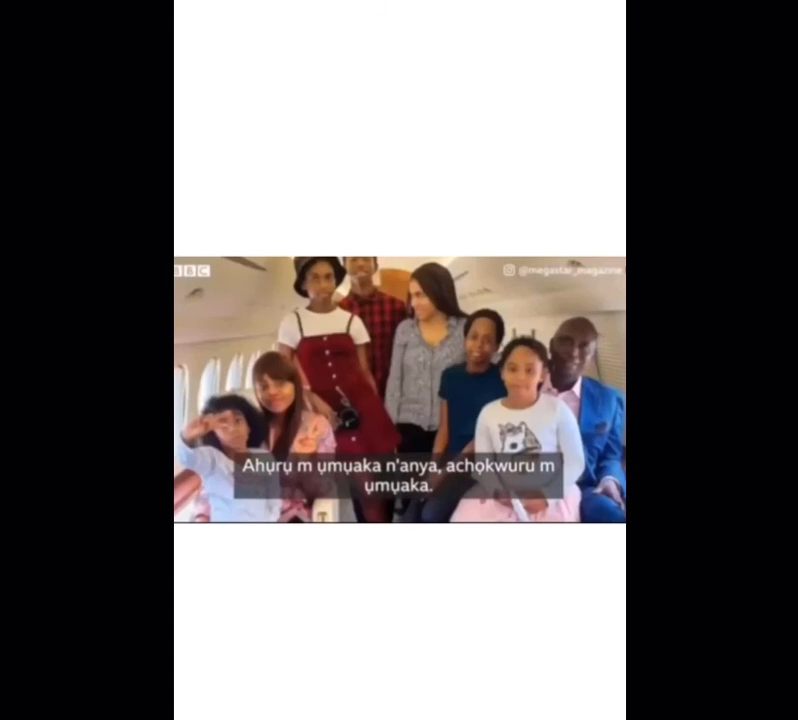 BBC
@megastar_magazine
Ahụrụ m ụmụaka n'anya, achọkwuru m
ụmụaka.